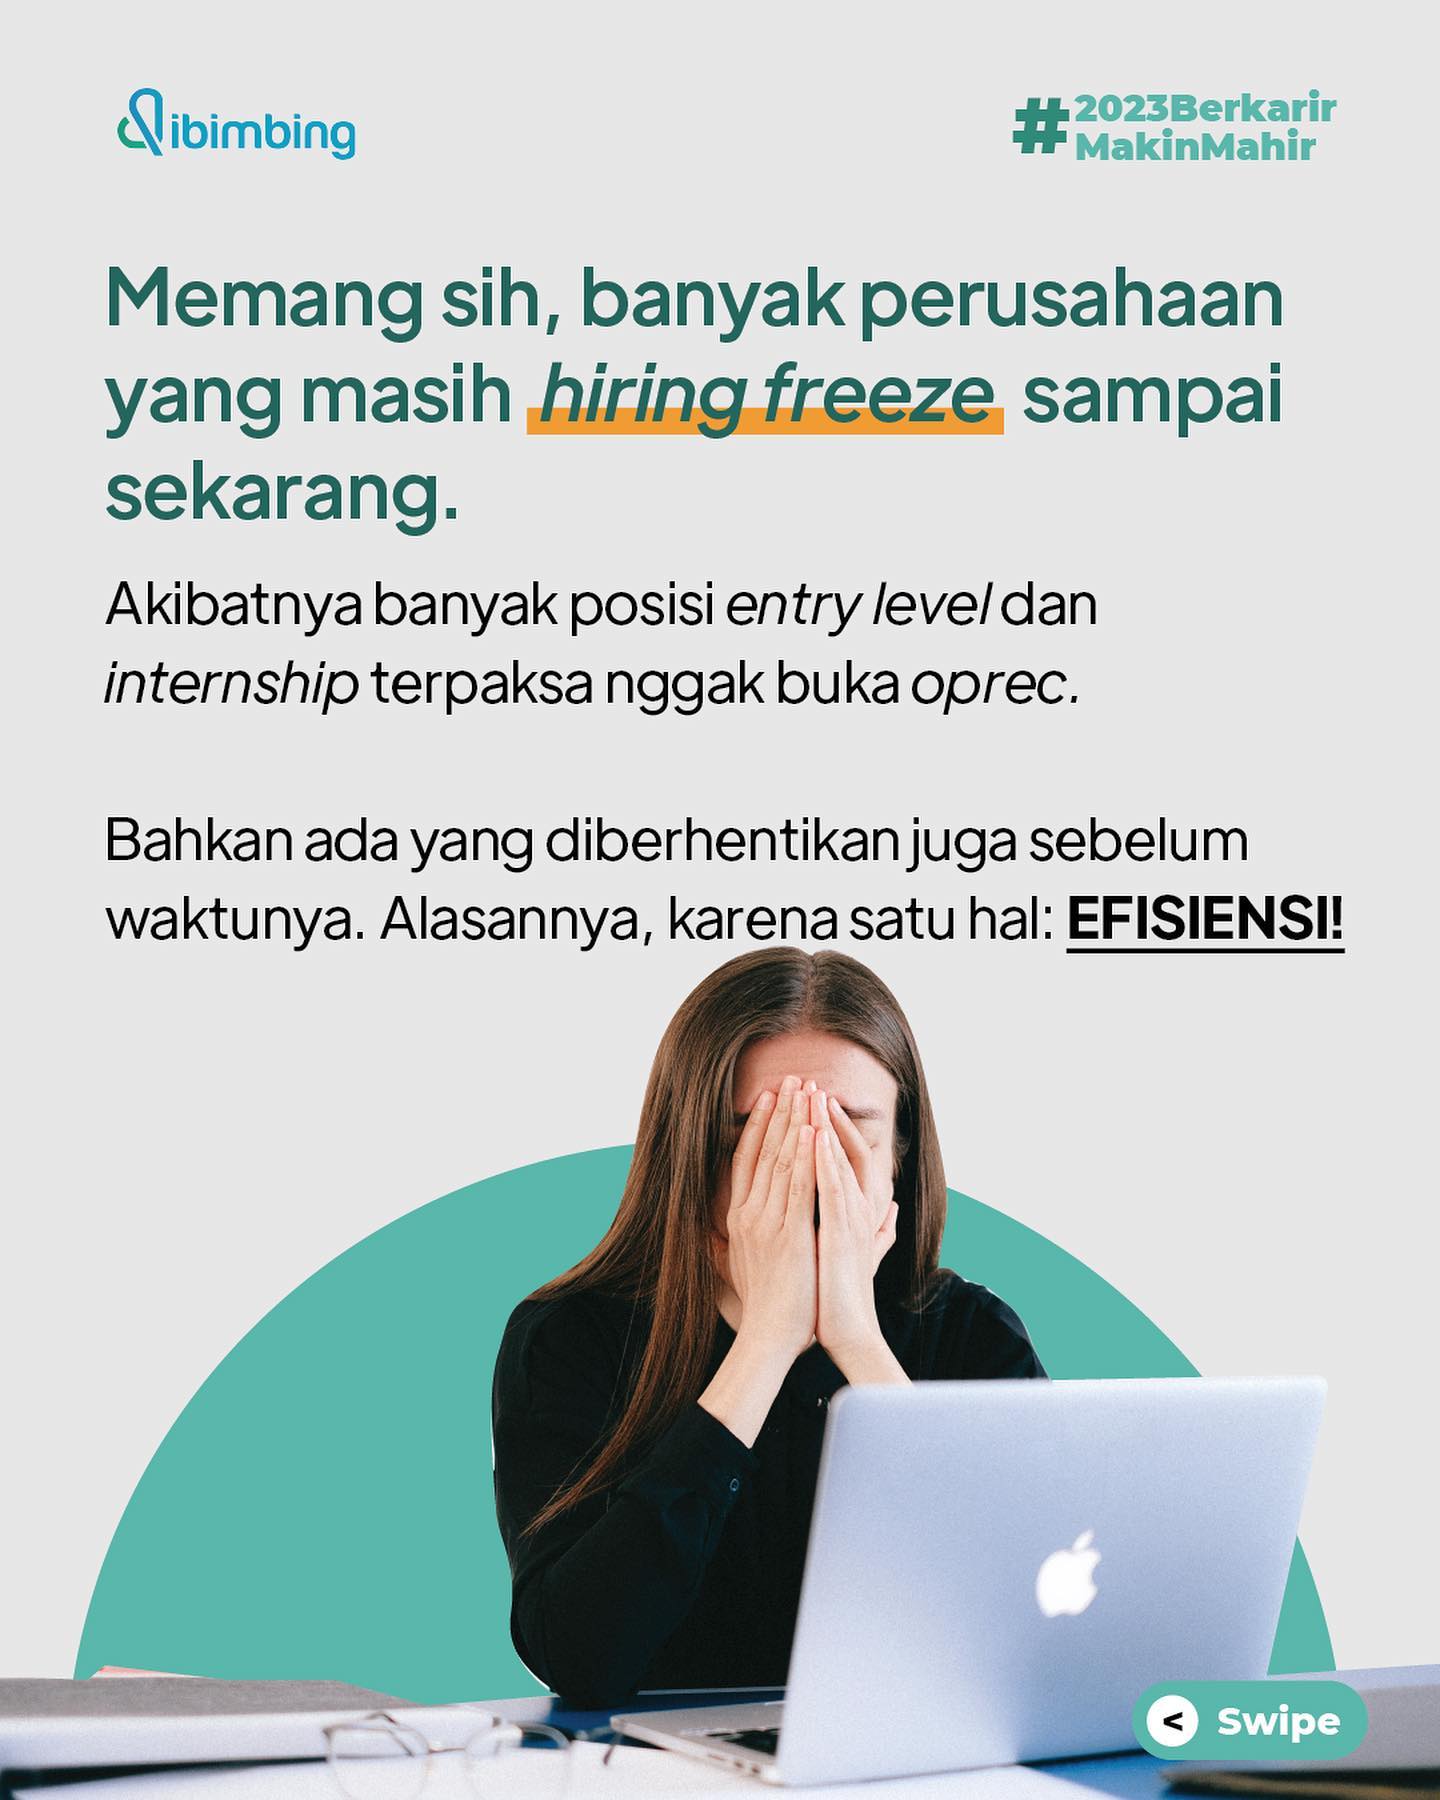 ibimbing
#2023Berkarir
MakinMahir
Memang sih, banyak perusahaan
yang masih hiring freeze sampai
sekarang.
Akibatnya banyak posisi entry level dan
internship terpaksa nggak buka oprec.
Bahkan ada yang diberhentikan juga sebelum
waktunya. Alasannya, karena satu hal: EFISIENSI!
< Swipe